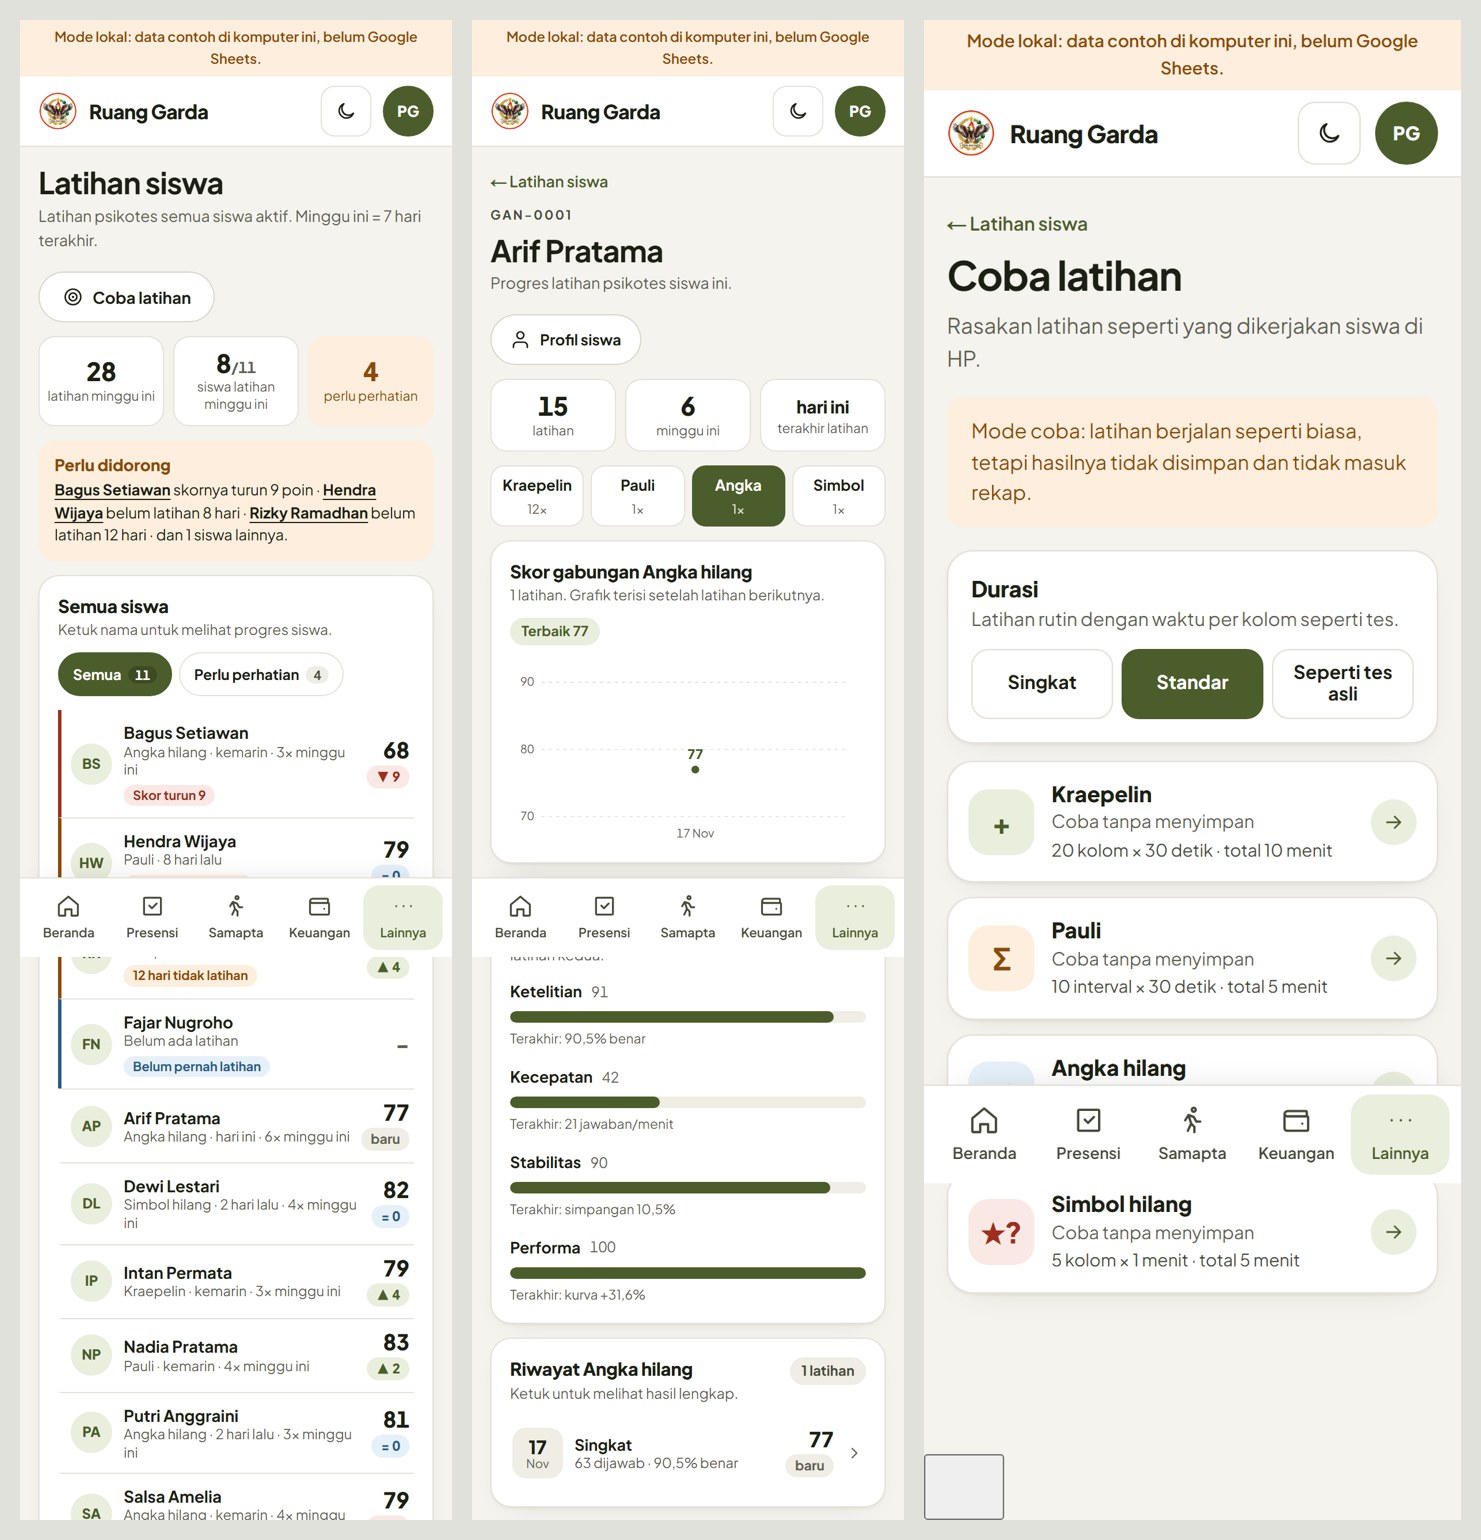 Mode lokal: data contoh di komputer ini, belum Google
Sheets.
Ruang Garda
PG
Latihan siswa
Latihan psikotes semua siswa aktif. Minggu ini = 7 hari
terakhir.
Coba latihan
28
latihan minggu ini
8/11
siswa latihan
minggu ini
4
perlu perhatian
Perlu didorong
Bagus Setiawan skornya turun 9 poin · Hendra
Wijaya belum latihan 8 hari · Rizky Ramadhan belum
latihan 12 hari · dan 1 siswa lainnya.
Semua siswa
Ketuk nama untuk melihat progres siswa.
Semua 11
Perlu perhatian 4
BS
Bagus Setiawan
Angka hilang · kemarin · 3× minggu
ini
Skor turun 9
68
▼ 9
HW
Hendra Wijaya
Pauli · 8 hari lalu
79
= 0
Beranda
Presensi
Samapta
Keuangan
Lainnya
12 hari tidak latihan
▲ 4
FN
Fajar Nugroho
Belum ada latihan
Belum pernah latihan
–
AP
Arif Pratama
Angka hilang · hari ini · 6× minggu ini
77
baru
DL
Dewi Lestari
Simbol hilang · 2 hari lalu · 4× minggu
ini
82
= 0
IP
Intan Permata
Kraepelin · kemarin · 3× minggu ini
79
▲ 4
NP
Nadia Pratama
Pauli · kemarin · 4× minggu ini
83
▲ 2
PA
Putri Anggraini
Angka hilang · 2 hari lalu · 3× minggu
ini
81
= 0
SA
Salsa Amelia
Angka hilang · kemarin · 4× minggu
79
Mode lokal: data contoh di komputer ini, belum Google
Sheets.
Ruang Garda
PG
← Latihan siswa
GAN-0001
Arif Pratama
Progres latihan psikotes siswa ini.
Profil siswa
15
latihan
6
minggu ini
hari ini
terakhir latihan
Kraepelin
12×
Pauli
1×
Angka
1×
Simbol
1×
Skor gabungan Angka hilang
1 latihan. Grafik terisi setelah latihan berikutnya.
Terbaik 77
90
80
77
70
17 Nov
Beranda
Presensi
Samapta
Keuangan
Lainnya
latihan kedua.
Ketelitian 91
Terakhir: 90,5% benar
Kecepatan 42
Terakhir: 21 jawaban/menit
Stabilitas 90
Terakhir: simpangan 10,5%
Performa 100
Terakhir: kurva +31,6%
Riwayat Angka hilang
1 latihan
Ketuk untuk melihat hasil lengkap.
17
Nov
Singkat
63 dijawab · 90,5% benar
77
baru
Mode lokal: data contoh di komputer ini, belum Google
Sheets.
Ruang Garda
PG
← Latihan siswa
Coba latihan
Rasakan latihan seperti yang dikerjakan siswa di
HP.
Mode coba: latihan berjalan seperti biasa,
tetapi hasilnya tidak disimpan dan tidak masuk
rekap.
Durasi
Latihan rutin dengan waktu per kolom seperti tes.
Singkat
Standar
Seperti tes
asli
+
Kraepelin
Coba tanpa menyimpan
20 kolom × 30 detik · total 10 menit
Σ
Pauli
Coba tanpa menyimpan
10 interval × 30 detik · total 5 menit
Angka hilang
Beranda
Presensi
Samapta
Keuangan
Lainnya
★?
Simbol hilang
Coba tanpa menyimpan
5 kolom × 1 menit · total 5 menit